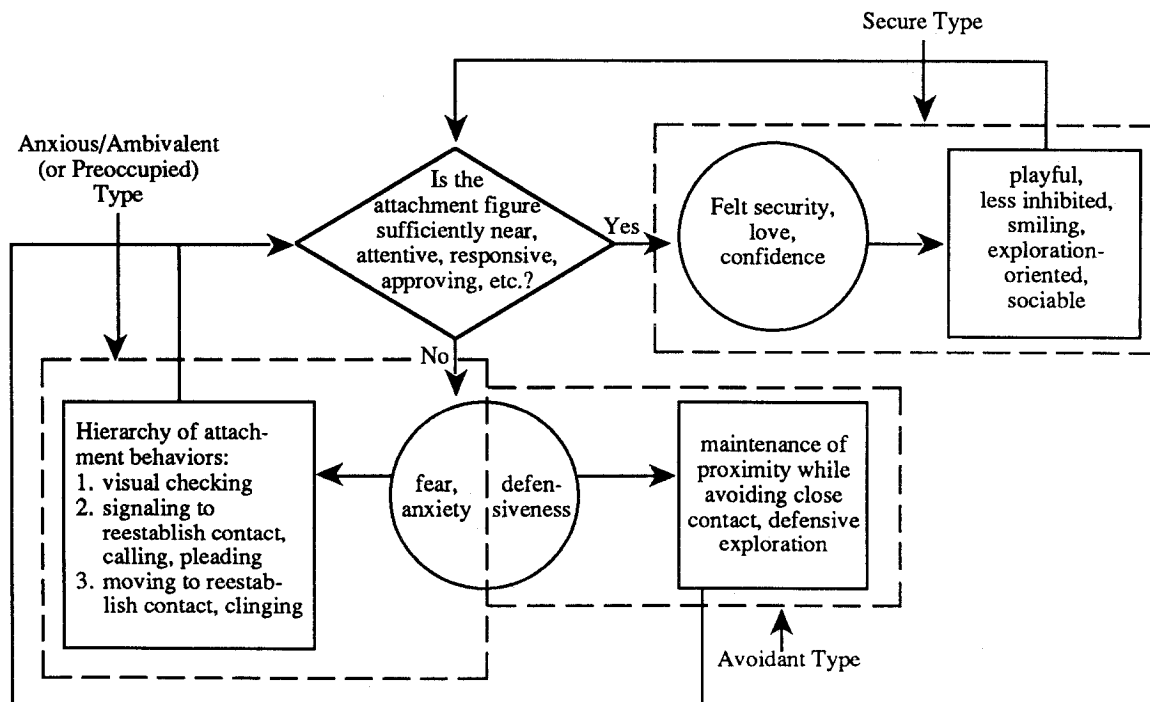 Secure Type
Anxious/Ambivalent
(or Preoccupied)
Type
Is the
attachment figure
sufficiently near,
attentive, responsive,
approving, etc.?
Yes
Felt security,
love,
confidence
playful,
less inhibited,
smiling,
exploration-
oriented,
sociable
No
Hierarchy of attach-
ment behaviors:
1. visual checking
2. signaling to
reestablish contact,
calling, pleading
3. moving to reestab-
lish contact, clinging
fear,
anxiety
defen-
siveness
maintenance of
proximity while
avoiding close
contact, defensive
exploration
Avoidant Type